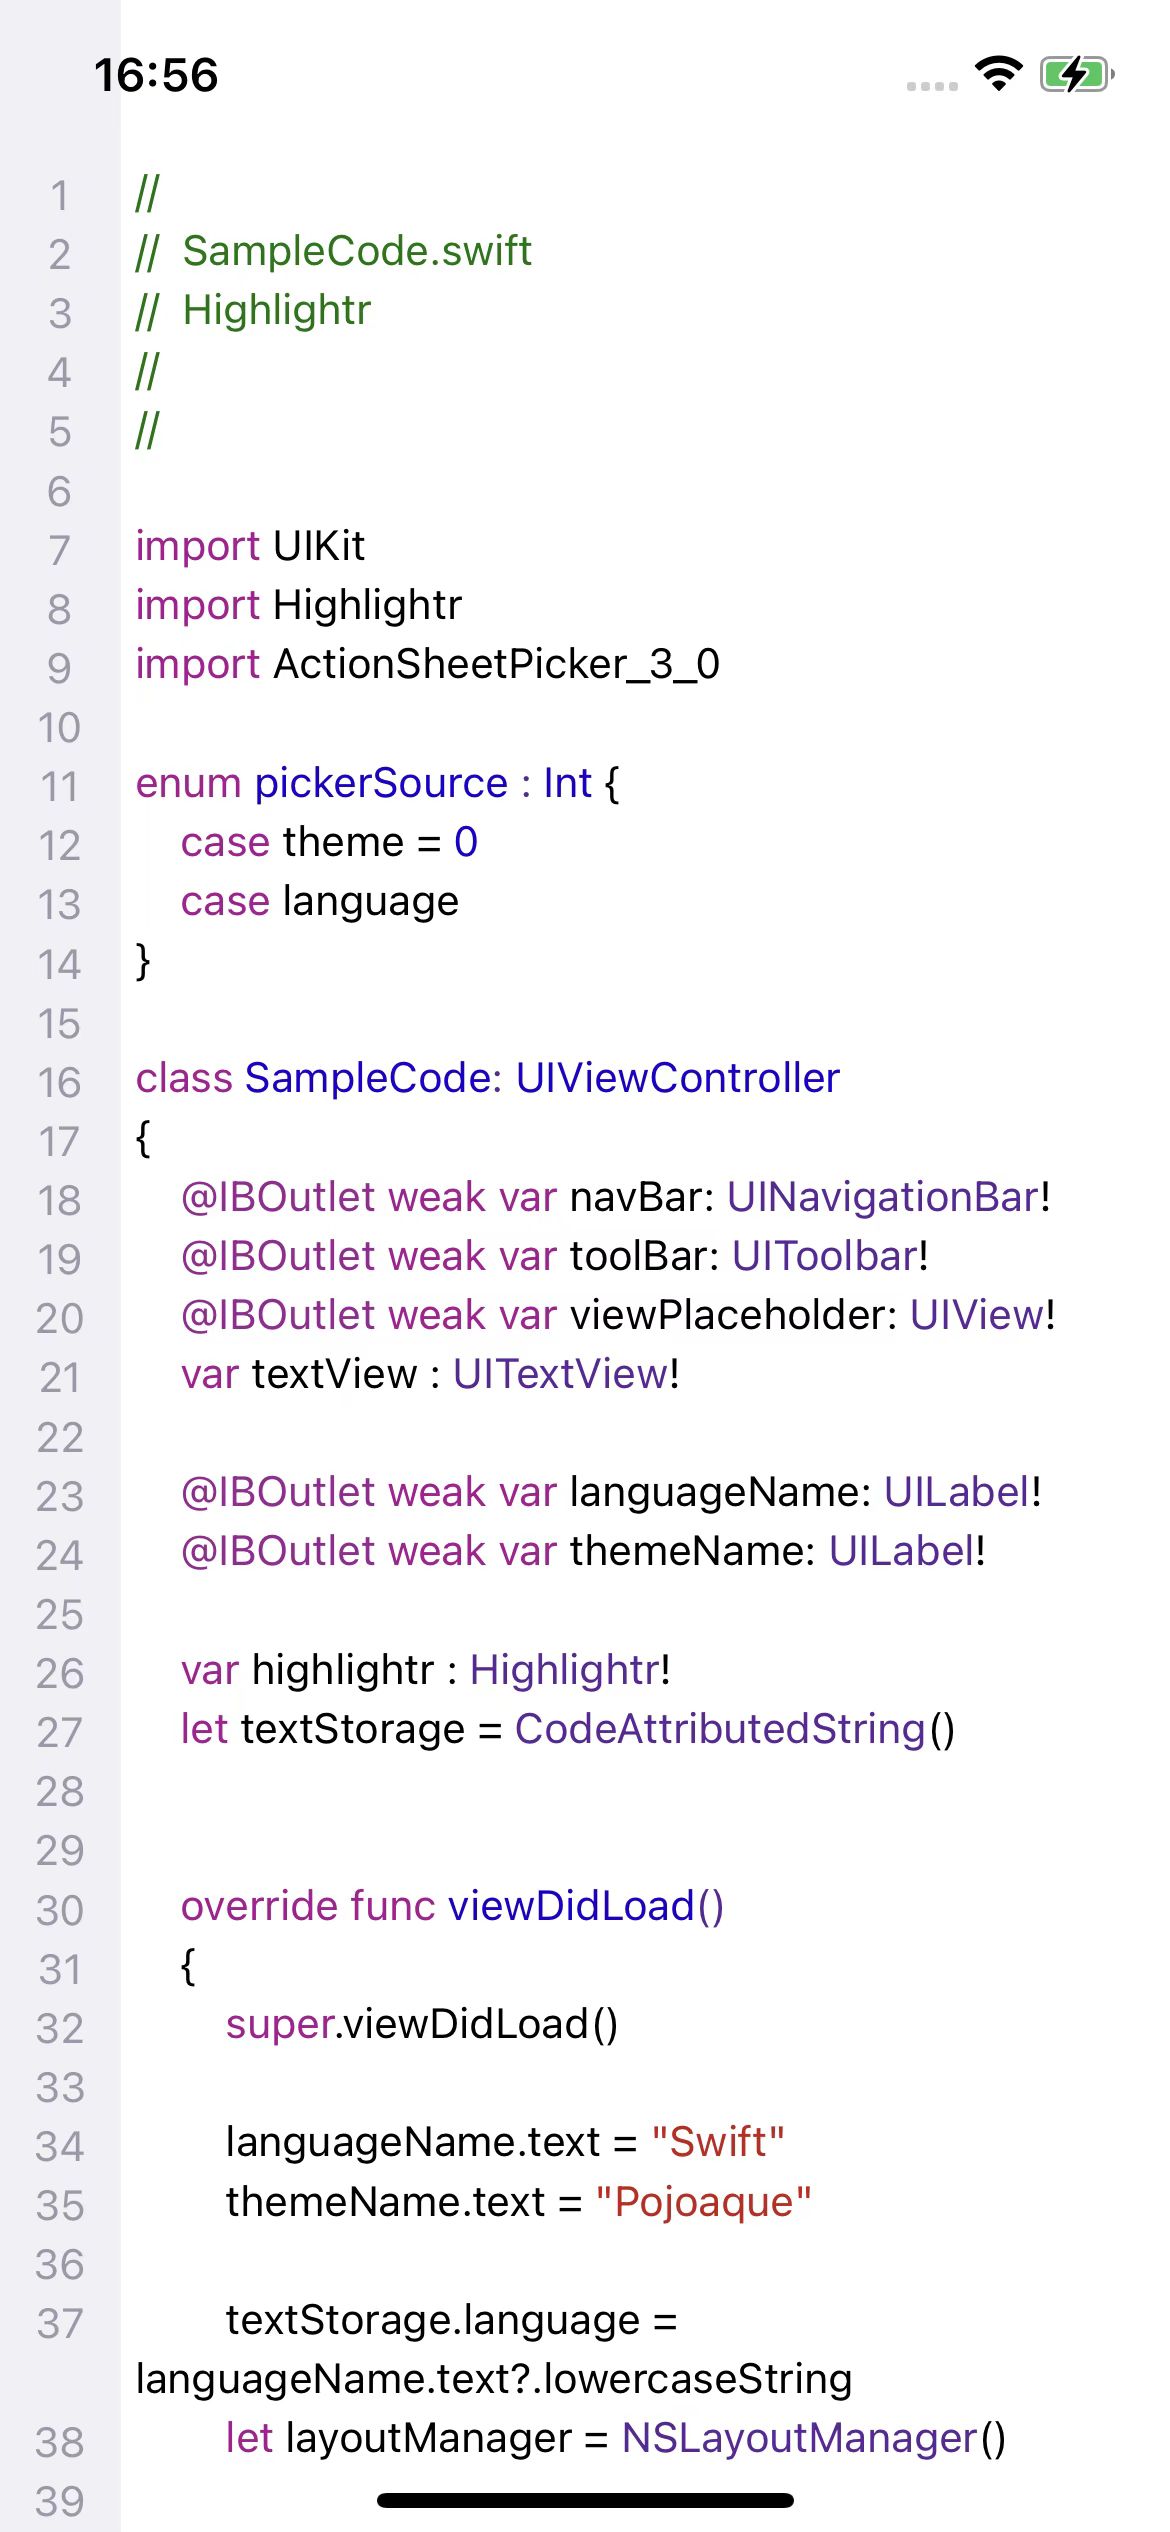 16:56
1 //
2 //  SampleCode.swift
3 //  Highlightr
4 //
5 //
6
7 import UIKit
8 import Highlightr
9 import ActionSheetPicker_3_0
10
11 enum pickerSource : Int {
12     case theme = 0
13     case language
14 }
15
16 class SampleCode: UIViewController
17 {
18     @IBOutlet weak var navBar: UINavigationBar!
19     @IBOutlet weak var toolBar: UIToolbar!
20     @IBOutlet weak var viewPlaceholder: UIView!
21     var textView : UITextView!
22
23     @IBOutlet weak var languageName: UILabel!
24     @IBOutlet weak var themeName: UILabel!
25
26     var highlightr : Highlightr!
27     let textStorage = CodeAttributedString()
28
29
30     override func viewDidLoad()
31     {
32         super.viewDidLoad()
33
34         languageName.text = "Swift"
35         themeName.text = "Pojoaque"
36
37         textStorage.language =
languageName.text?.lowercaseString
38         let layoutManager = NSLayoutManager()
39